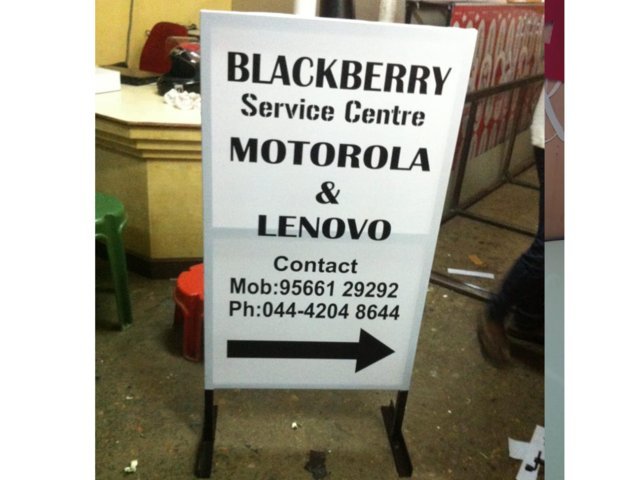 BLACKBERRY
Service Centre
MOTOROLA
&
LENOVO
Contact
Mob:95661 29292
Ph:044-4204 8644